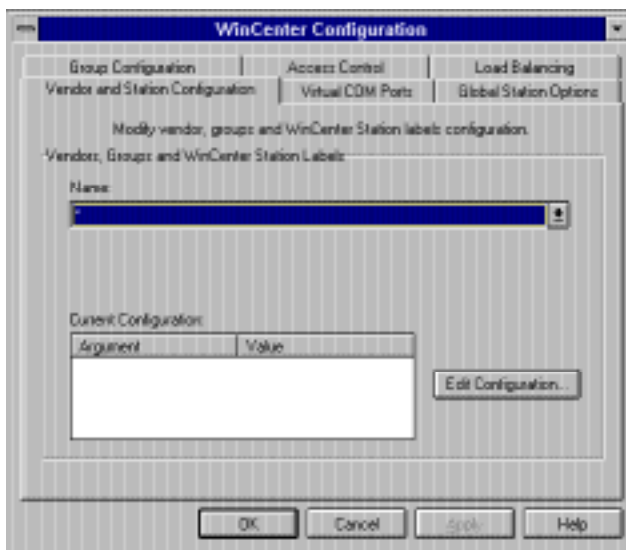 WinCenter Configuration
Group Configuration Access Control Load Balancing
Vendor and Station Configuration Virtual COM Ports Global Station Options
Modify vendor, groups and WinCenter Station labels configuration.
Vendors, Groups and WinCenter Station Labels
Name:
*
Current Configuration:
Argument Value
Edit Configuration...
OK Cancel Apply Help